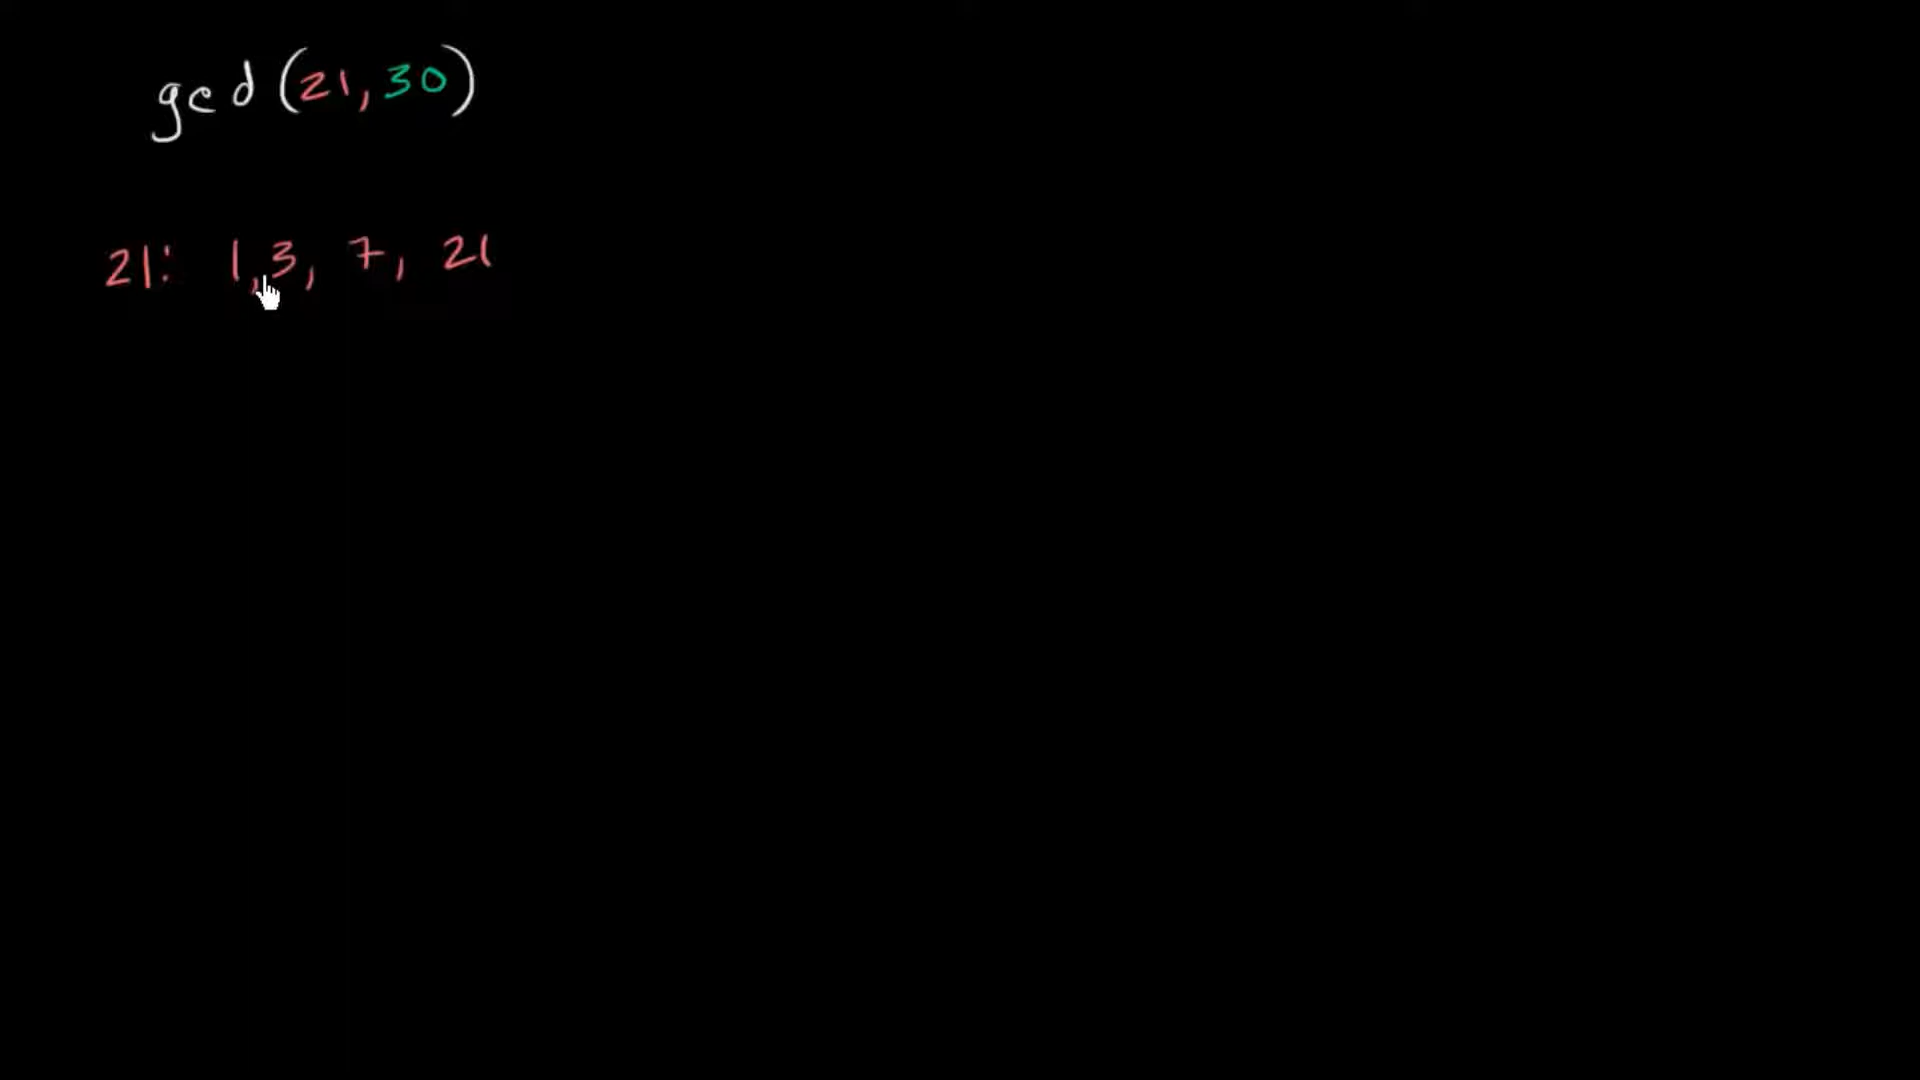 gcd (21, 30)
21: 1, 3, 7, 21